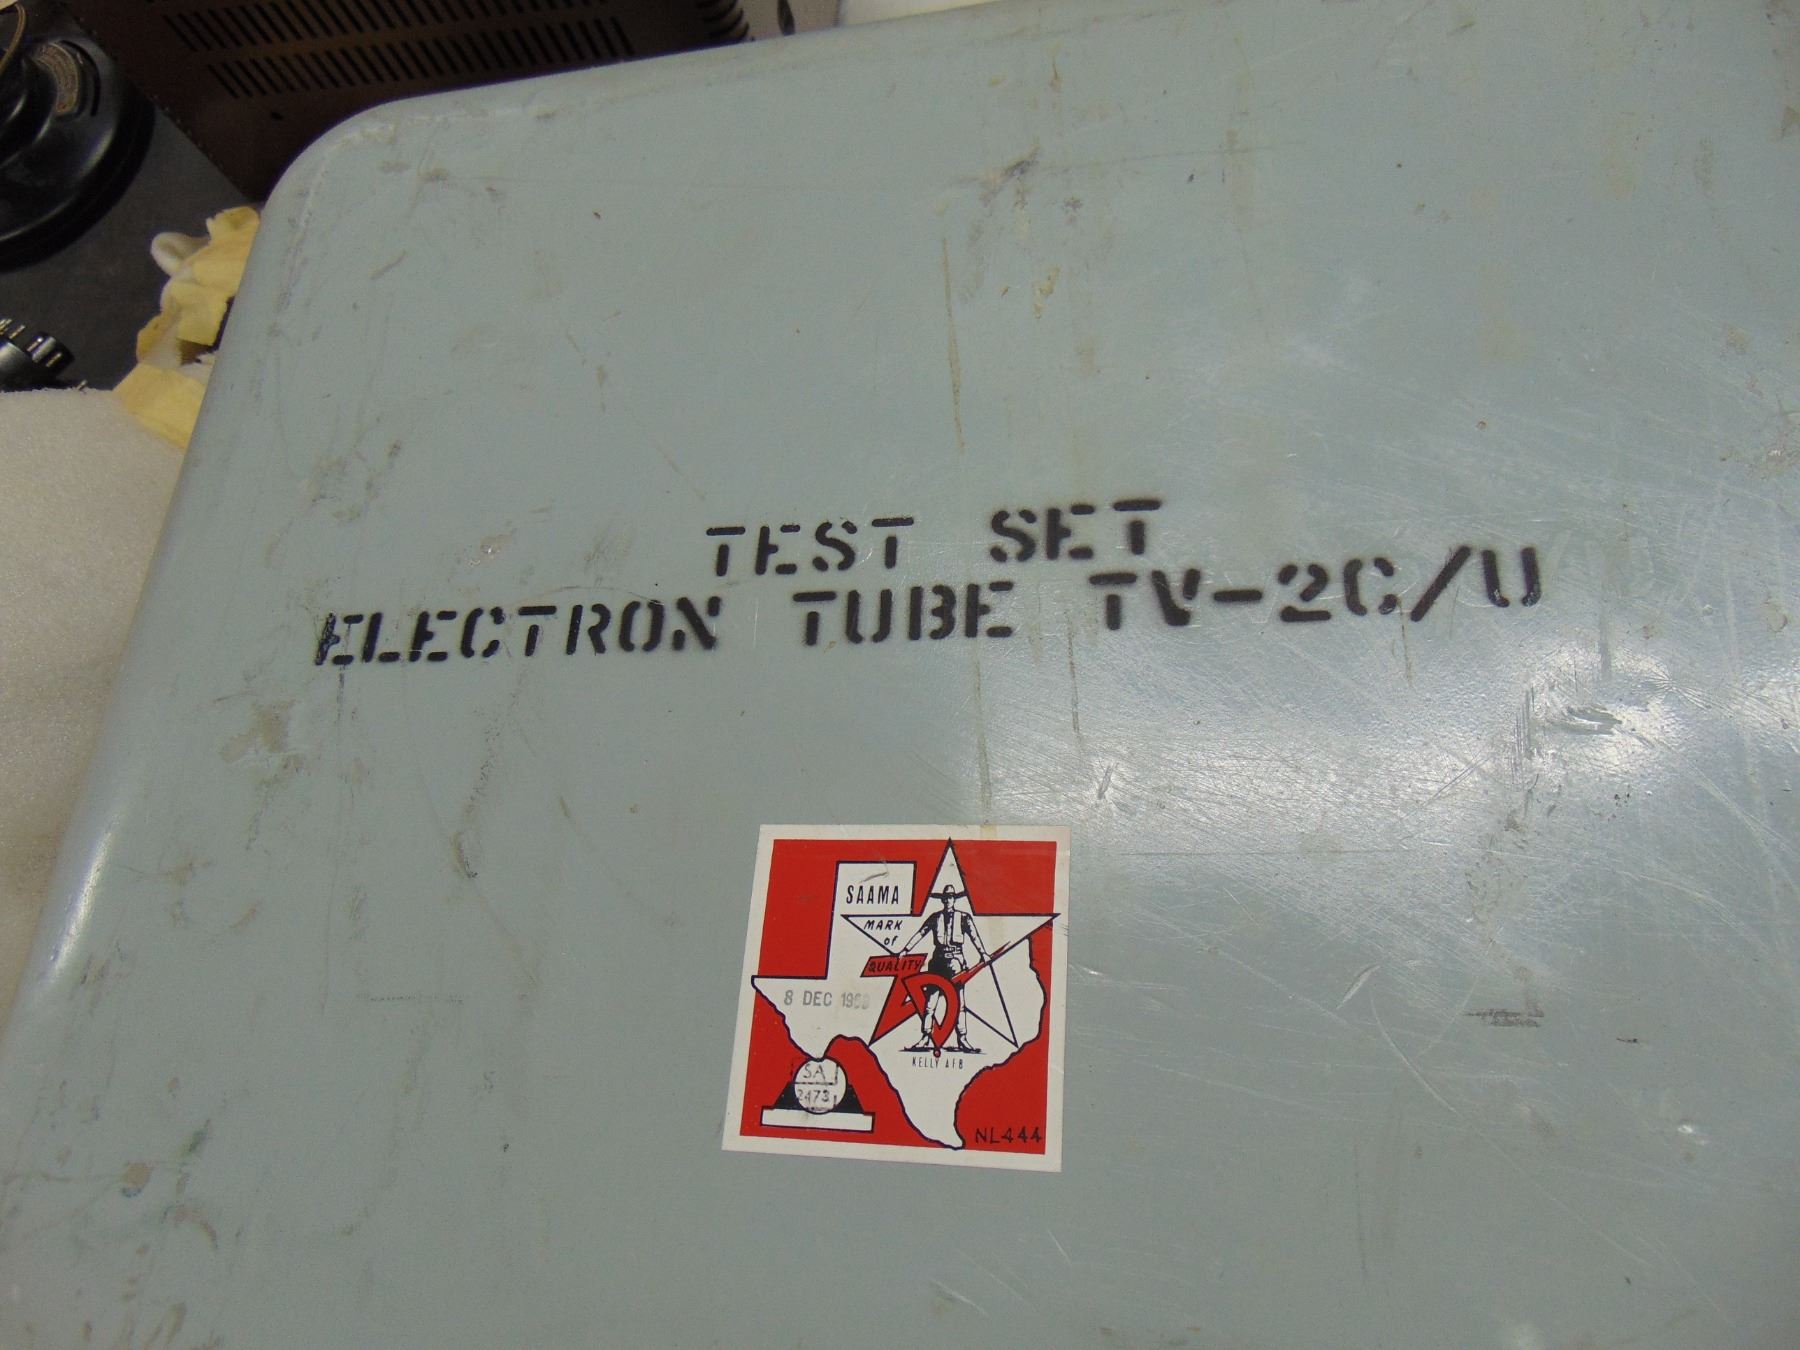 TEST SET
ELECTRON TUBE TV-2C/U
SAAMA
MARK
of
QUALITY
8 DEC
KELLY AFB
SA
2473
NL444